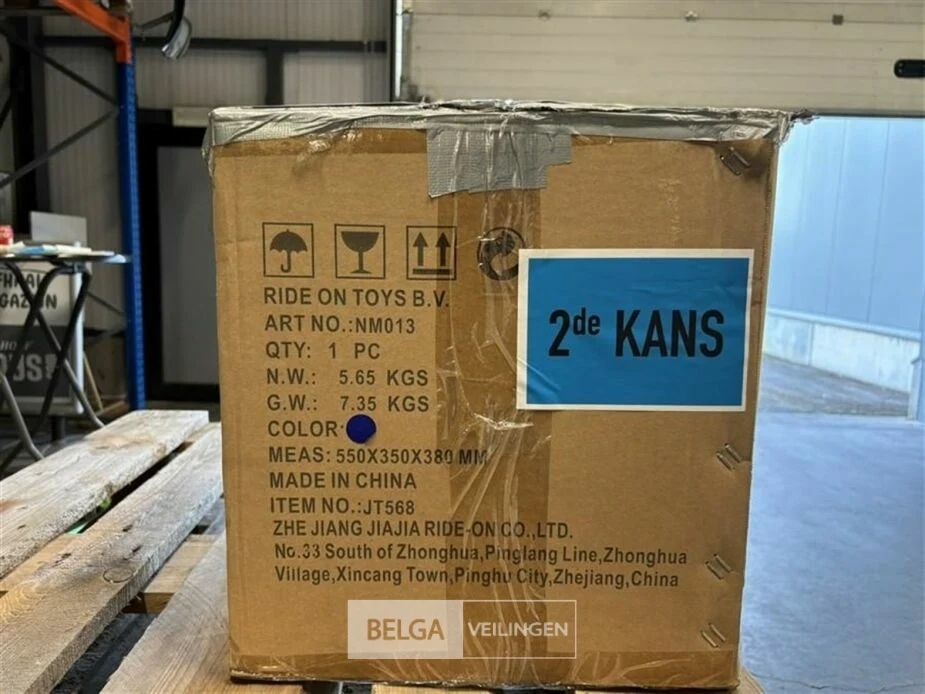 RIDE ON TOYS B.V.
ART NO.:NM013
QTY: 1 PC
N.W.: 5.65 KGS
G.W.: 7.35 KGS
COLOR:
MEAS: 550X350X380 MM
MADE IN CHINA
ITEM NO.:JT568
ZHE JIANG JIAJIA RIDE-ON CO.,LTD.
No.33 South of Zhonghua,Pinglang Line,Zhonghua
Village,Xincang Town,Pinghu City,Zhejiang,China
2de KANS
BELGA VEILINGEN